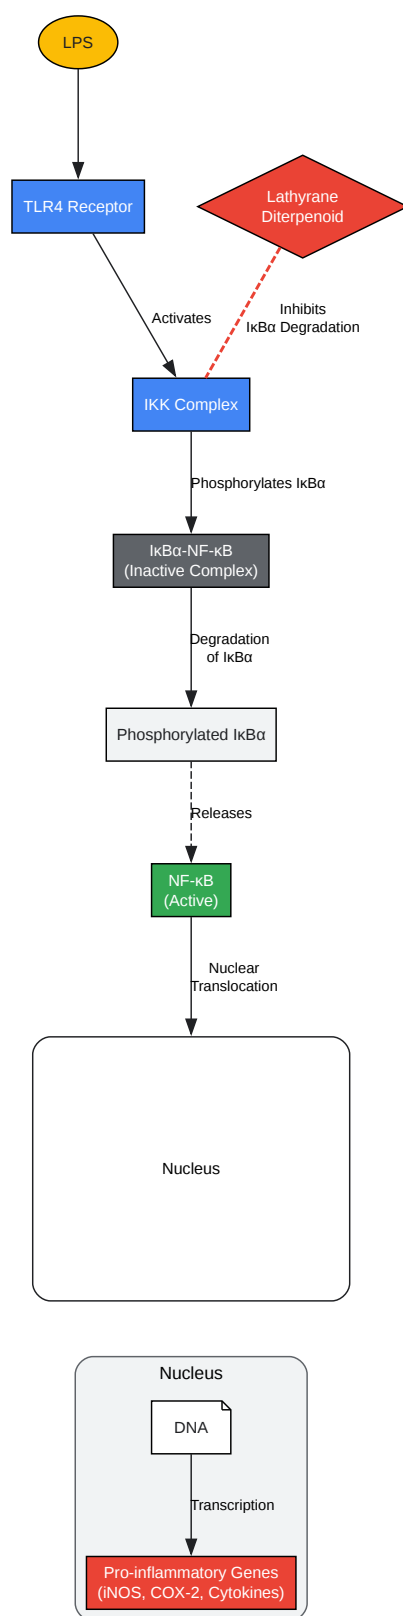 LPS
TLR4 Receptor
Lathyrane
Diterpenoid
Activates
Inhibits
IκBα Degradation
IKK Complex
Phosphorylates IκBα
IκBα-NF-κB
(Inactive Complex)
Degradation
of IκBα
Phosphorylated IκBα
Releases
NF-κB
(Active)
Nuclear
Translocation
Nucleus
Nucleus
DNA
Transcription
Pro-inflammatory Genes
(iNOS, COX-2, Cytokines)